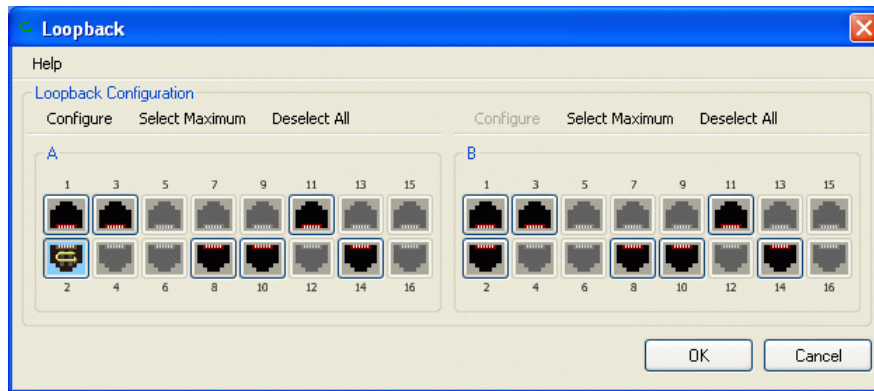 Loopback
Help
Loopback Configuration
Configure Select Maximum Deselect All Configure Select Maximum Deselect All
A B
1 3 5 7 9 11 13 15 1 3 5 7 9 11 13 15
2 4 6 8 10 12 14 16 2 4 6 8 10 12 14 16
OK Cancel